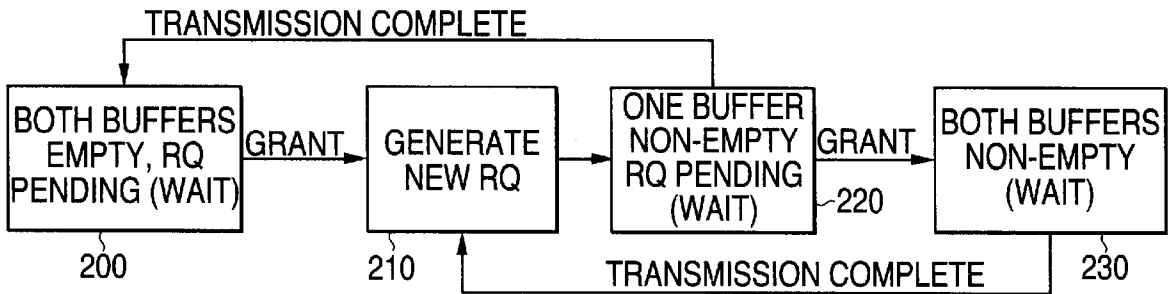 TRANSMISSION COMPLETE
BOTH BUFFERS
EMPTY, RQ
PENDING (WAIT)
GRANT
GENERATE
NEW RQ
ONE BUFFER
NON-EMPTY
RQ PENDING
(WAIT)
GRANT
BOTH BUFFERS
NON-EMPTY
(WAIT)
200
210
220
230
TRANSMISSION COMPLETE